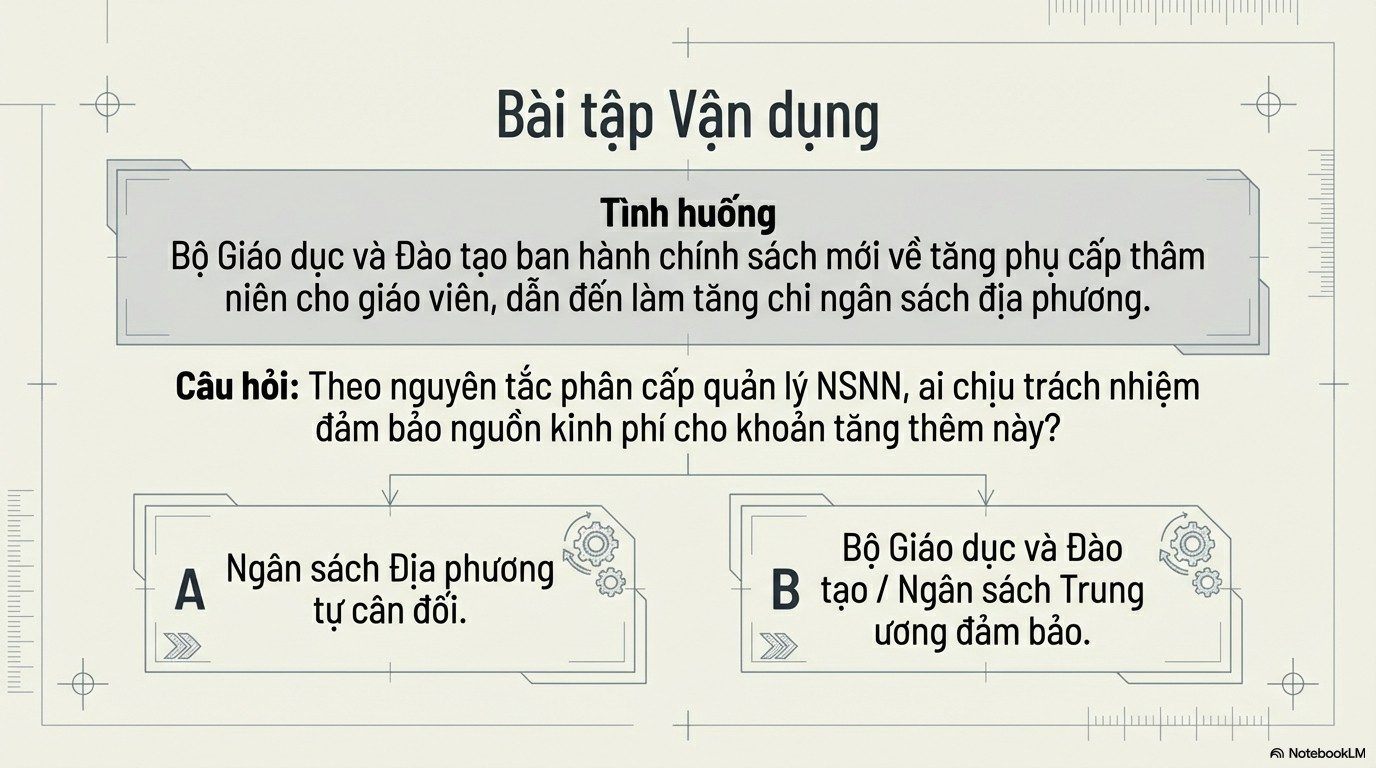 Bài tập Vận dụng
Tình huống
Bộ Giáo dục và Đào tạo ban hành chính sách mới về tăng phụ cấp thâm
niên cho giáo viên, dẫn đến làm tăng chi ngân sách địa phương.
Câu hỏi: Theo nguyên tắc phân cấp quản lý NSNN, ai chịu trách nhiệm
đảm bảo nguồn kinh phí cho khoản tăng thêm này?
A
Ngân sách Địa phương
tự cân đối.
B
Bộ Giáo dục và Đào
tạo / Ngân sách Trung
ương đảm bảo.
NotebookLM